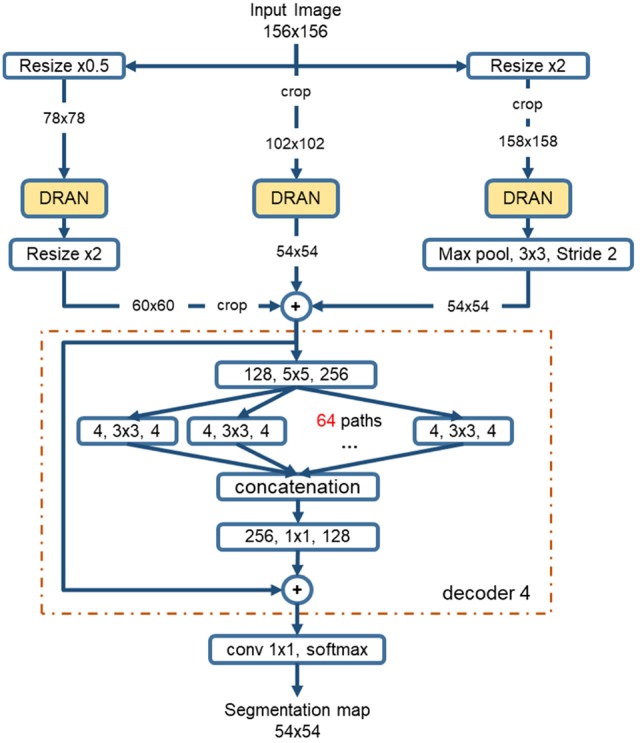 Input Image
156x156
Resize x0.5
Resize x2
crop
crop
78x78
102x102
158x158
DRAN
DRAN
DRAN
Resize x2
54x54
Max pool, 3x3, Stride 2
60x60
crop
+
54x54
128, 5x5, 256
4, 3x3, 4
4, 3x3, 4
64 paths
...
4, 3x3, 4
concatenation
256, 1x1, 128
+
decoder 4
conv 1x1, softmax
Segmentation map
54x54